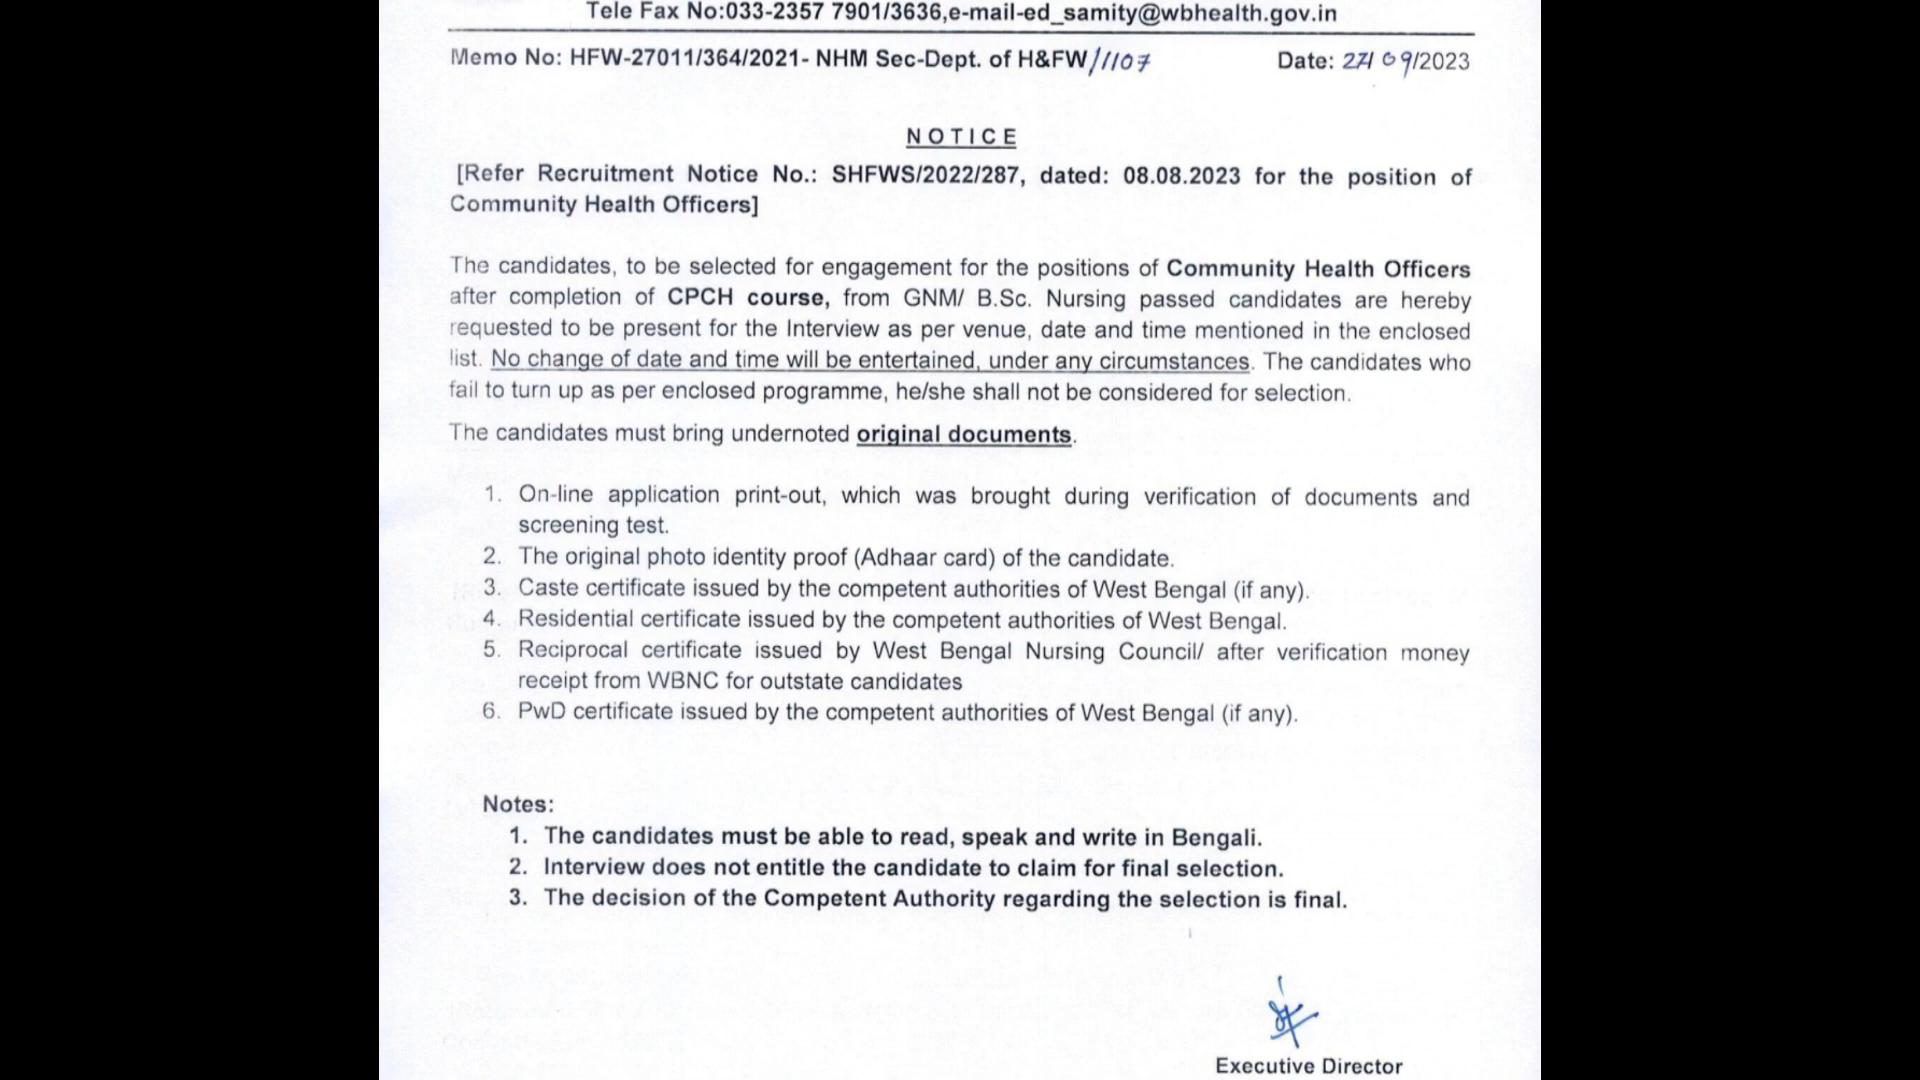 Tele Fax No:033-2357 7901/3636,e-mail-ed_samity@wbhealth.gov.in
Memo No: HFW-27011/364/2021- NHM Sec-Dept. of H&FW/1107 Date: 27/09/2023
NOTICE
[Refer Recruitment Notice No.: SHFWS/2022/287, dated: 08.08.2023 for the position of
Community Health Officers]
The candidates, to be selected for engagement for the positions of Community Health Officers
after completion of CPCH course, from GNM/ B.Sc. Nursing passed candidates are hereby
requested to be present for the Interview as per venue, date and time mentioned in the enclosed
list. No change of date and time will be entertained, under any circumstances. The candidates who
fail to turn up as per enclosed programme, he/she shall not be considered for selection.
The candidates must bring undernoted original documents.
1. On-line application print-out, which was brought during verification of documents and
screening test.
2. The original photo identity proof (Adhaar card) of the candidate.
3. Caste certificate issued by the competent authorities of West Bengal (if any).
4. Residential certificate issued by the competent authorities of West Bengal.
5. Reciprocal certificate issued by West Bengal Nursing Council/ after verification money
receipt from WBNC for outstate candidates
6. PwD certificate issued by the competent authorities of West Bengal (if any).
Notes:
1. The candidates must be able to read, speak and write in Bengali.
2. Interview does not entitle the candidate to claim for final selection.
3. The decision of the Competent Authority regarding the selection is final.
Executive Director